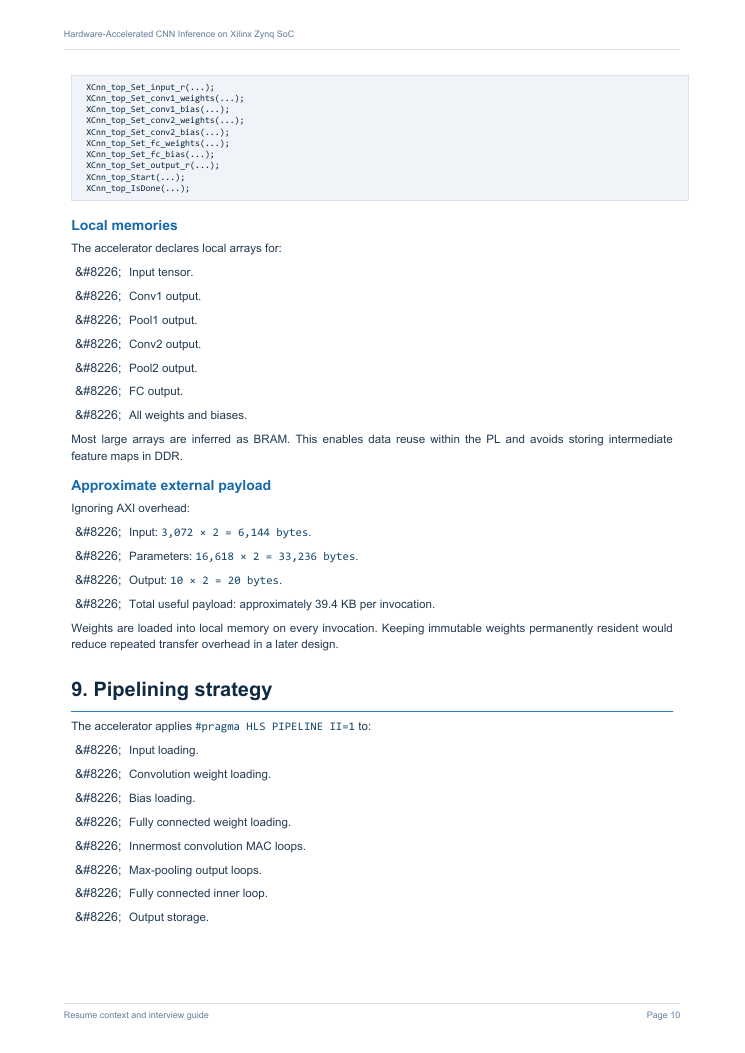 Hardware-Accelerated CNN Inference on Xilinx Zynq SoC
XCnn_top_Set_input_r(...);
XCnn_top_Set_conv1_weights(...);
XCnn_top_Set_conv1_bias(...);
XCnn_top_Set_conv2_weights(...);
XCnn_top_Set_conv2_bias(...);
XCnn_top_Set_fc_weights(...);
XCnn_top_Set_fc_bias(...);
XCnn_top_Set_output_r(...);
XCnn_top_Start(...);
XCnn_top_IsDone(...);
Local memories
The accelerator declares local arrays for:
&#8226; Input tensor.
&#8226; Conv1 output.
&#8226; Pool1 output.
&#8226; Conv2 output.
&#8226; Pool2 output.
&#8226; FC output.
&#8226; All weights and biases.
Most large arrays are inferred as BRAM. This enables data reuse within the PL and avoids storing intermediate
feature maps in DDR.
Approximate external payload
Ignoring AXI overhead:
&#8226; Input: 3,072 × 2 = 6,144 bytes.
&#8226; Parameters: 16,618 × 2 = 33,236 bytes.
&#8226; Output: 10 × 2 = 20 bytes.
&#8226; Total useful payload: approximately 39.4 KB per invocation.
Weights are loaded into local memory on every invocation. Keeping immutable weights permanently resident would
reduce repeated transfer overhead in a later design.
9. Pipelining strategy
The accelerator applies #pragma HLS PIPELINE II=1 to:
&#8226; Input loading.
&#8226; Convolution weight loading.
&#8226; Bias loading.
&#8226; Fully connected weight loading.
&#8226; Innermost convolution MAC loops.
&#8226; Max-pooling output loops.
&#8226; Fully connected inner loop.
&#8226; Output storage.
Resume context and interview guide
Page 10